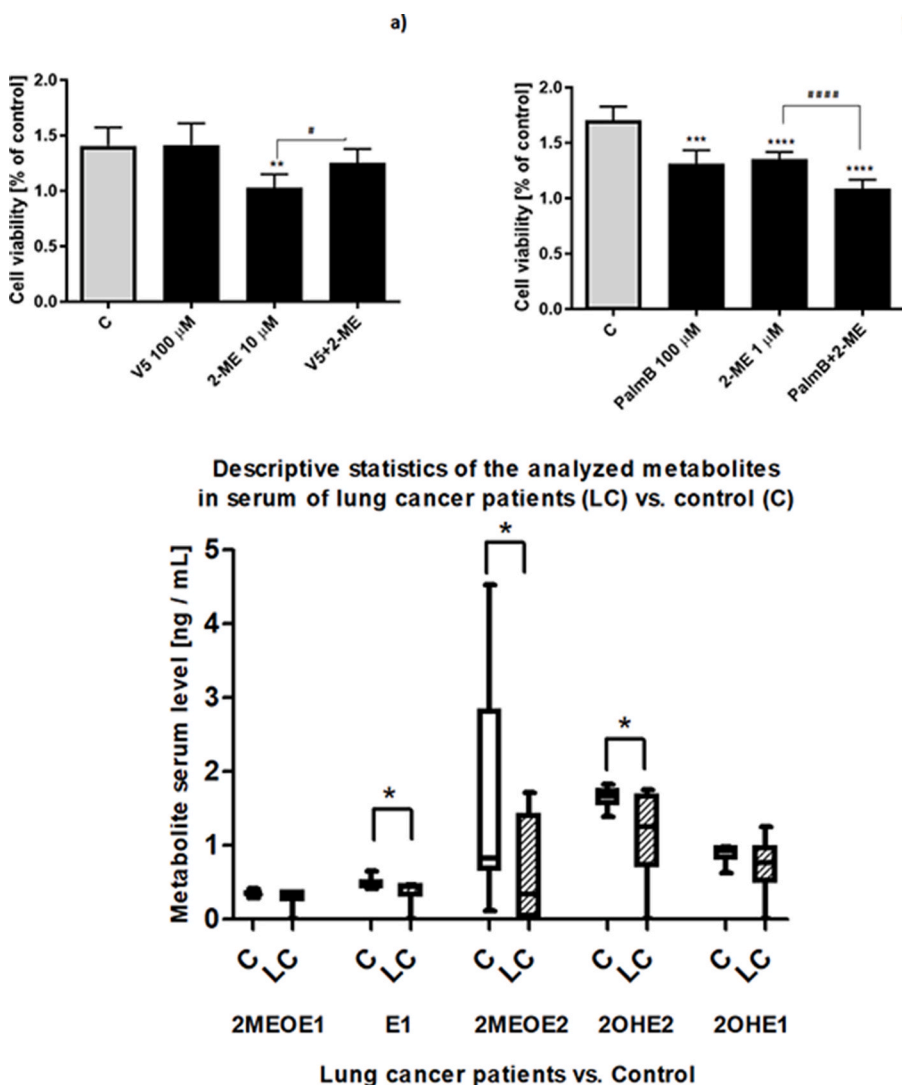 a)
Cell viability [% of control]
2.0
1.5
1.0
0.5
0.0
#
**
C
V5 100 µM
2-ME 10 µM
V5+2-ME
Cell viability [% of control]
2.0
1.5
1.0
0.5
0.0
####
***
****
****
C
PalmB 100 µM
2-ME 1 µM
PalmB+2-ME
Descriptive statistics of the analyzed metabolites
in serum of lung cancer patients (LC) vs. control (C)
Metabolite serum level [ng / mL]
5
4
3
2
1
0
*
*
*
C LC C LC C LC C LC C LC
2MEOE1 E1 2MEOE2 2OHE2 2OHE1
Lung cancer patients vs. Control